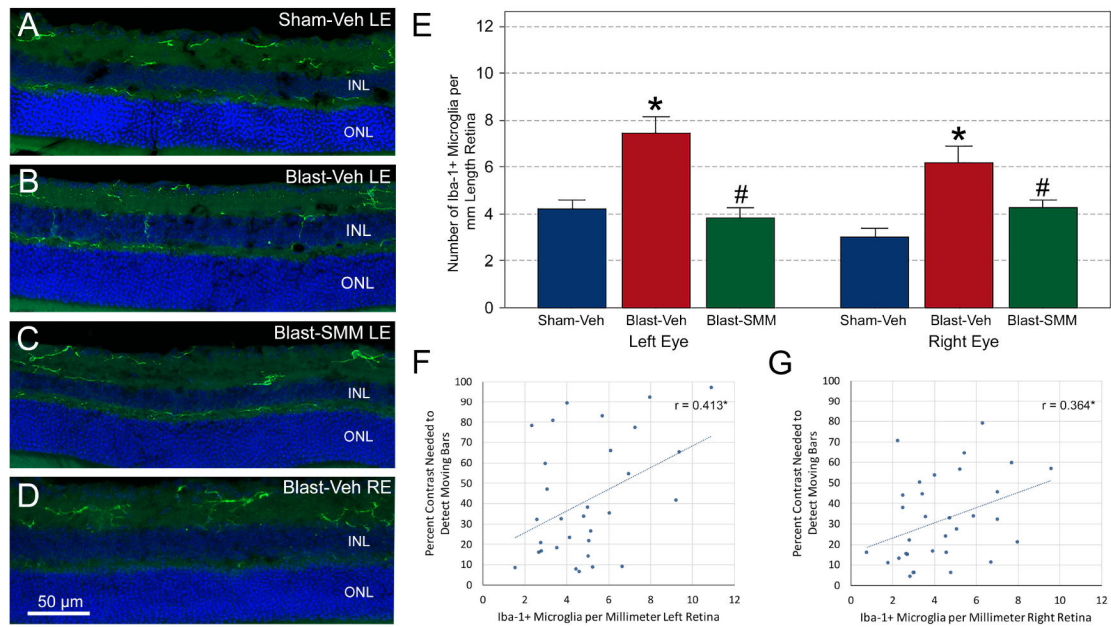 A
Sham-Veh LE
INL
ONL
B
Blast-Veh LE
INL
ONL
C
Blast-SMM LE
INL
ONL
D
Blast-Veh RE
INL
ONL
50 µm
E
Number of Iba-1+ Microglia per
mm Length Retina
12
10
8
6
4
2
0
*
#
*
#
Sham-Veh Blast-Veh Blast-SMM Sham-Veh Blast-Veh Blast-SMM
Left Eye Right Eye
F
Percent Contrast Needed to
Detect Moving Bars
100
90
80
70
60
50
40
30
20
10
0
r = 0.413*
0 2 4 6 8 10 12
Iba-1+ Microglia per Millimeter Left Retina
G
Percent Contrast Needed to
Detect Moving Bars
100
90
80
70
60
50
40
30
20
10
0
r = 0.364*
0 2 4 6 8 10 12
Iba-1+ Microglia per Millimeter Right Retina